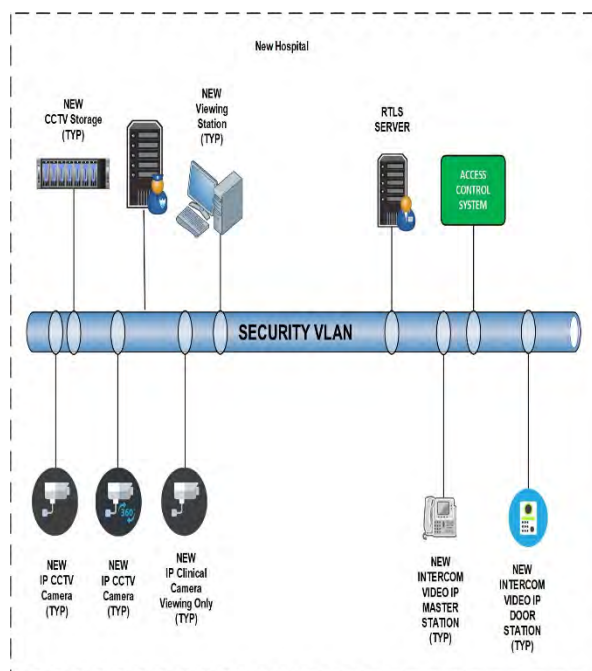 New Hospital
NEW
CCTV Storage
(TYP)
NEW
Viewing
Station
(TYP)
RTLS
SERVER
ACCESS
CONTROL
SYSTEM
SECURITY VLAN
360°
NEW
IP CCTV
Camera
(TYP)
NEW
IP CCTV
Camera
(TYP)
NEW
IP Clinical
Camera
Viewing Only
(TYP)
NEW
INTERCOM
VIDEO IP
MASTER
STATION
(TYP)
NEW
INTERCOM
VIDEO IP
DOOR
STATION
(TYP)